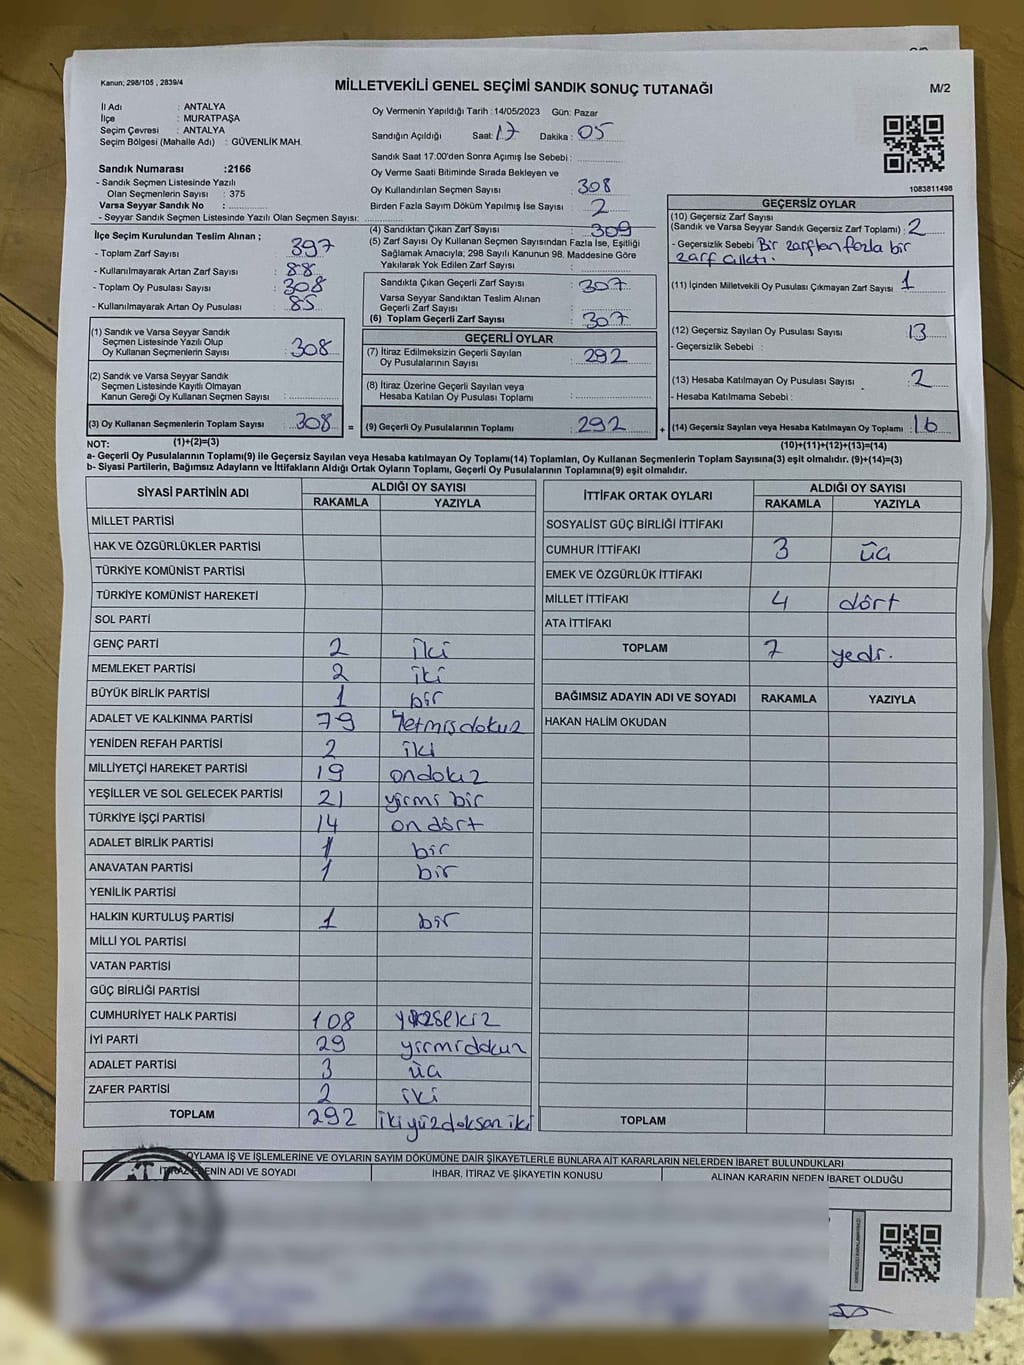 Kanun; 298/105 , 2839/4
MİLLETVEKİLİ GENEL SEÇİMİ SANDIK SONUÇ TUTANAĞI
M/2
İl Adı : ANTALYA
İlçe : MURATPAŞA
Seçim Çevresi : ANTALYA
Seçim Bölgesi (Mahalle Adı) : GÜVENLİK MAH.
Sandık Numarası :2166
- Sandık Seçmen Listesinde Yazılı
Olan Seçmenlerin Sayısı : 375
Varsa Seyyar Sandık No :
- Seyyar Sandık Seçmen Listesinde Yazılı Olan Seçmen Sayısı:
Oy Vermenin Yapıldığı Tarih : 14/05/2023 Gün: Pazar
Sandığın Açıldığı Saat: 17 Dakika : 05
Sandık Saat 17:00'den Sonra Açımış İse Sebebi :
Oy Verme Saati Bitiminde Sırada Bekleyen ve
Oy Kullandırılan Seçmen Sayısı : 308
Birden Fazla Sayım Döküm Yapılmış İse Sayısı : 2
1083811498
İlçe Seçim Kurulundan Teslim Alınan ;
- Toplam Zarf Sayısı : 397
- Kullanılmayarak Artan Zarf Sayısı : 88
- Toplam Oy Pusulası Sayısı : 308
- Kullanılmayarak Artan Oy Pusulası : 85
(1) Sandık ve Varsa Seyyar Sandık
Seçmen Listesinde Yazılı Olup
Oy Kullanan Seçmenlerin Sayısı : 308
(2) Sandık ve Varsa Seyyar Sandık
Seçmen Listesinde Kayıtlı Olmayan
Kanun Gereği Oy Kullanan Seçmen Sayısı :
(3) Oy Kullanan Seçmenlerin Toplam Sayısı : 308 =
(4) Sandıktan Çıkan Zarf Sayısı : 309
(5) Zarf Sayısı Oy Kullanan Seçmen Sayısından Fazla İse, Eşitliği
Sağlamak Amacıyla; 298 Sayılı Kanunun 98. Maddesine Göre
Yakılarak Yok Edilen Zarf Sayısı :
Sandıkta Çıkan Geçerli Zarf Sayısı : 307
Varsa Seyyar Sandıktan Teslim Alınan
Geçerli Zarf Sayısı :
(6) Toplam Geçerli Zarf Sayısı : 307
GEÇERLİ OYLAR
(7) İtiraz Edilmeksizin Geçerli Sayılan
Oy Pusulalarının Sayısı : 292
(8) İtiraz Üzerine Geçerli Sayılan veya
Hesaba Katılan Oy Pusulası Toplamı :
(9) Geçerli Oy Pusulalarının Toplamı : 292 +
GEÇERSİZ OYLAR
(10) Geçersiz Zarf Sayısı
(Sandık ve Varsa Seyyar Sandık Geçersiz Zarf Toplamı) : 2
- Geçersizlik Sebebi : Bir zarftan fazla bir
zarf çıktı.
(11) İçinden Milletvekili Oy Pusulası Çıkmayan Zarf Sayısı : 1
(12) Geçersiz Sayılan Oy Pusulası Sayısı : 13
- Geçersizlik Sebebi :
(13) Hesaba Katılmayan Oy Pusulası Sayısı : 2
- Hesaba Katılmama Sebebi :
(14) Geçersiz Sayılan veya Hesaba Katılmayan Oy Toplamı : 16
NOT: (1)+(2)=(3) (10)+(11)+(12)+(13)=(14)
a- Geçerli Oy Pusulalarının Toplamı(9) ile Geçersiz Sayılan veya Hesaba katılmayan Oy Toplamı(14) Toplamları, Oy Kullanan Seçmenlerin Toplam Sayısına(3) eşit olmalıdır. (9)+(14)=(3)
b- Siyasi Partilerin, Bağımsız Adayların ve İttifakların Aldığı Ortak Oyların Toplamı, Geçerli Oy Pusulalarının Toplamına(9) eşit olmalıdır.
SİYASİ PARTİNİN ADI ALDIĞI OY SAYISI
RAKAMLA YAZIYLA
MİLLET PARTİSİ
HAK VE ÖZGÜRLÜKLER PARTİSİ
TÜRKİYE KOMÜNİST PARTİSİ
TÜRKİYE KOMÜNİST HAREKETİ
SOL PARTİ
GENÇ PARTİ 2 iki
MEMLEKET PARTİSİ 2 iki
BÜYÜK BİRLİK PARTİSİ 1 bir
ADALET VE KALKINMA PARTİSİ 79 Yetmiş dokuz
YENİDEN REFAH PARTİSİ 2 iki
MİLLİYETÇİ HAREKET PARTİSİ 19 ondokuz
YEŞİLLER VE SOL GELECEK PARTİSİ 21 yirmi bir
TÜRKİYE İŞÇİ PARTİSİ 14 on dört
ADALET BİRLİK PARTİSİ 1 bir
ANAVATAN PARTİSİ 1 bir
YENİLİK PARTİSİ
HALKIN KURTULUŞ PARTİSİ 1 bir
MİLLİ YOL PARTİSİ
VATAN PARTİSİ
GÜÇ BİRLİĞİ PARTİSİ
CUMHURİYET HALK PARTİSİ 108 yüzsekiz
İYİ PARTİ 29 yirmidokuz
ADALET PARTİSİ 3 üç
ZAFER PARTİSİ 2 iki
TOPLAM 292 ikiyüzdoksan iki
İTTİFAK ORTAK OYLARI ALDIĞI OY SAYISI
RAKAMLA YAZIYLA
SOSYALİST GÜÇ BİRLİĞİ İTTİFAKI
CUMHUR İTTİFAKI 3 üç
EMEK VE ÖZGÜRLÜK İTTİFAKI
MİLLET İTTİFAKI 4 dört
ATA İTTİFAKI
TOPLAM 7 yedi.
BAĞIMSIZ ADAYIN ADI VE SOYADI RAKAMLA YAZIYLA
HAKAN HALİM OKUDAN
TOPLAM
OYLAMA İŞ VE İŞLEMLERİNE VE OYLARIN SAYIM DÖKÜMÜNE DAİR ŞİKAYETLERLE BUNLARA AİT KARARLARIN NELERDEN İBARET BULUNDUKLARI
İTİRAZ EDENİN ADI VE SOYADI İHBAR, İTİRAZ VE ŞİKAYETİN KONUSU ALINAN KARARIN NEDEN İBARET OLDUĞU